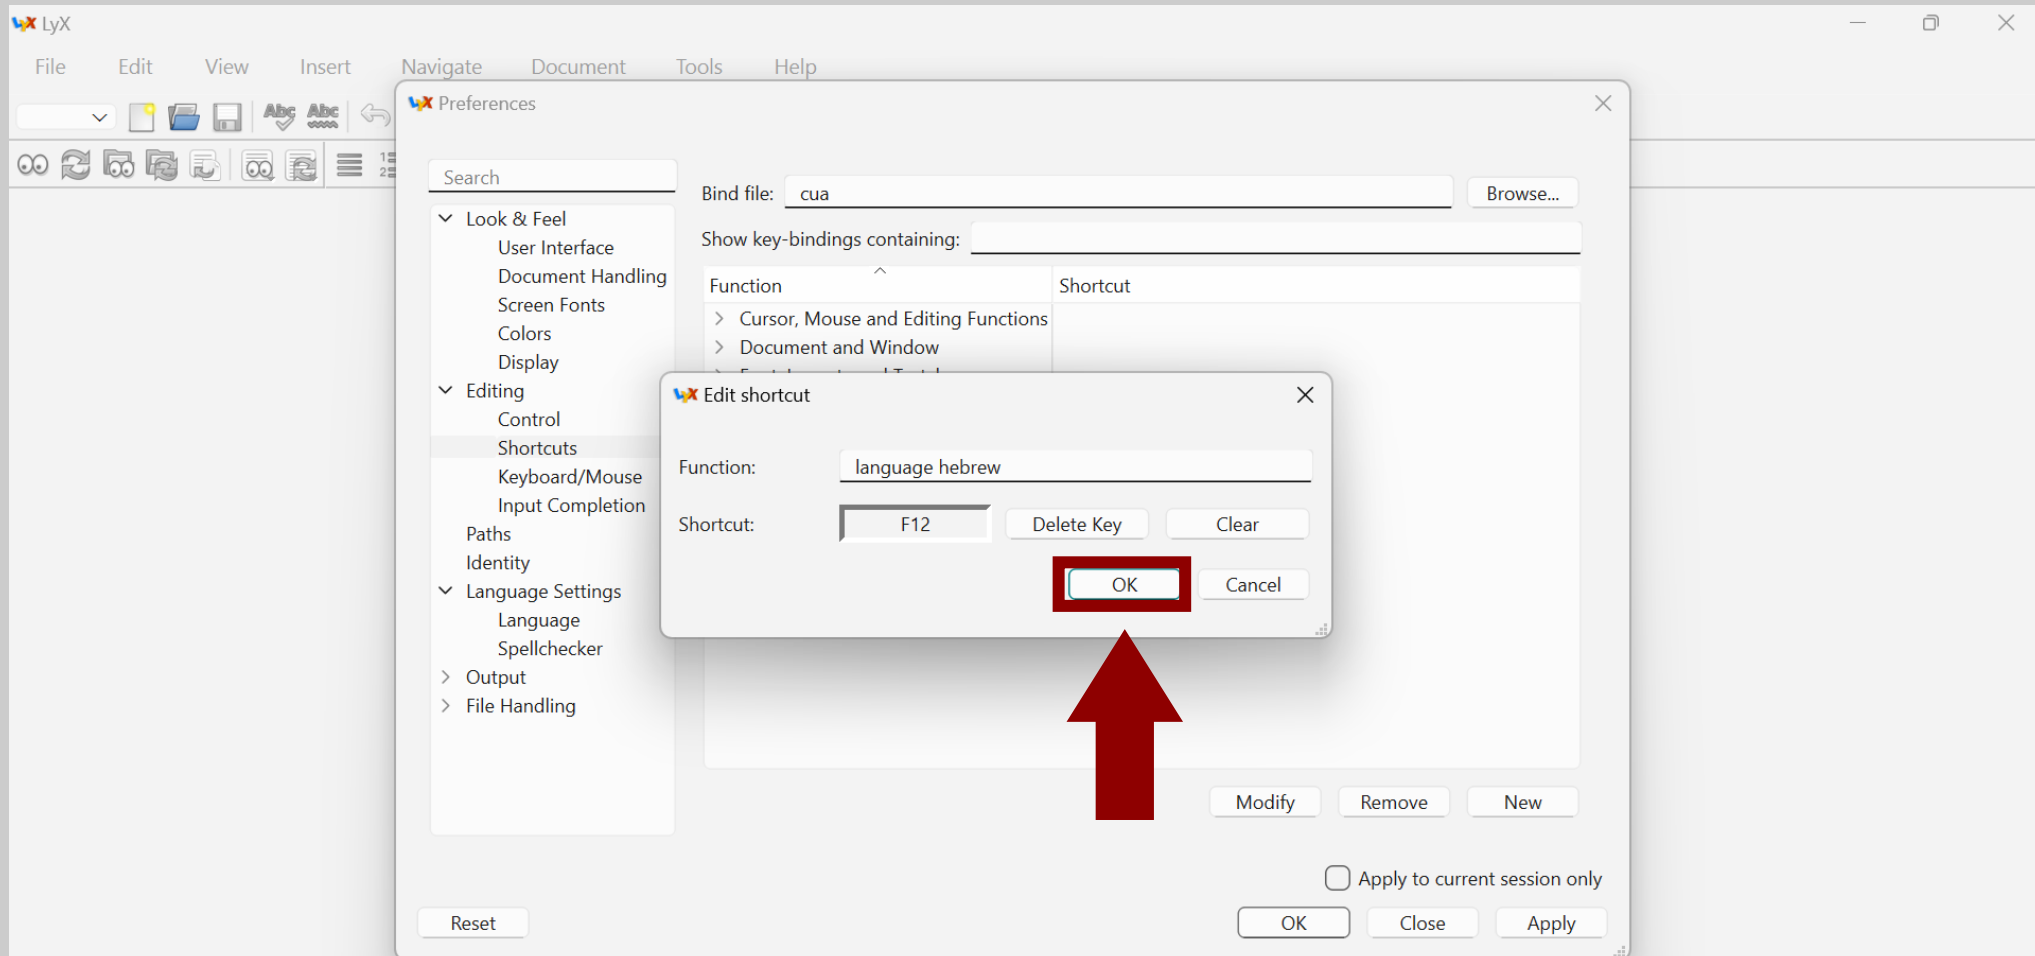 LyX
File Edit View Insert Navigate Document Tools Help
Preferences
Search
Look & Feel
User Interface
Document Handling
Screen Fonts
Colors
Display
Editing
Control
Shortcuts
Keyboard/Mouse
Input Completion
Paths
Identity
Language Settings
Language
Spellchecker
Output
File Handling
Bind file: cua Browse...
Show key-bindings containing:
Function Shortcut
Cursor, Mouse and Editing Functions
Document and Window
Edit shortcut
Function: language hebrew
Shortcut: F12 Delete Key Clear
OK Cancel
Modify Remove New
Apply to current session only
Reset OK Close Apply